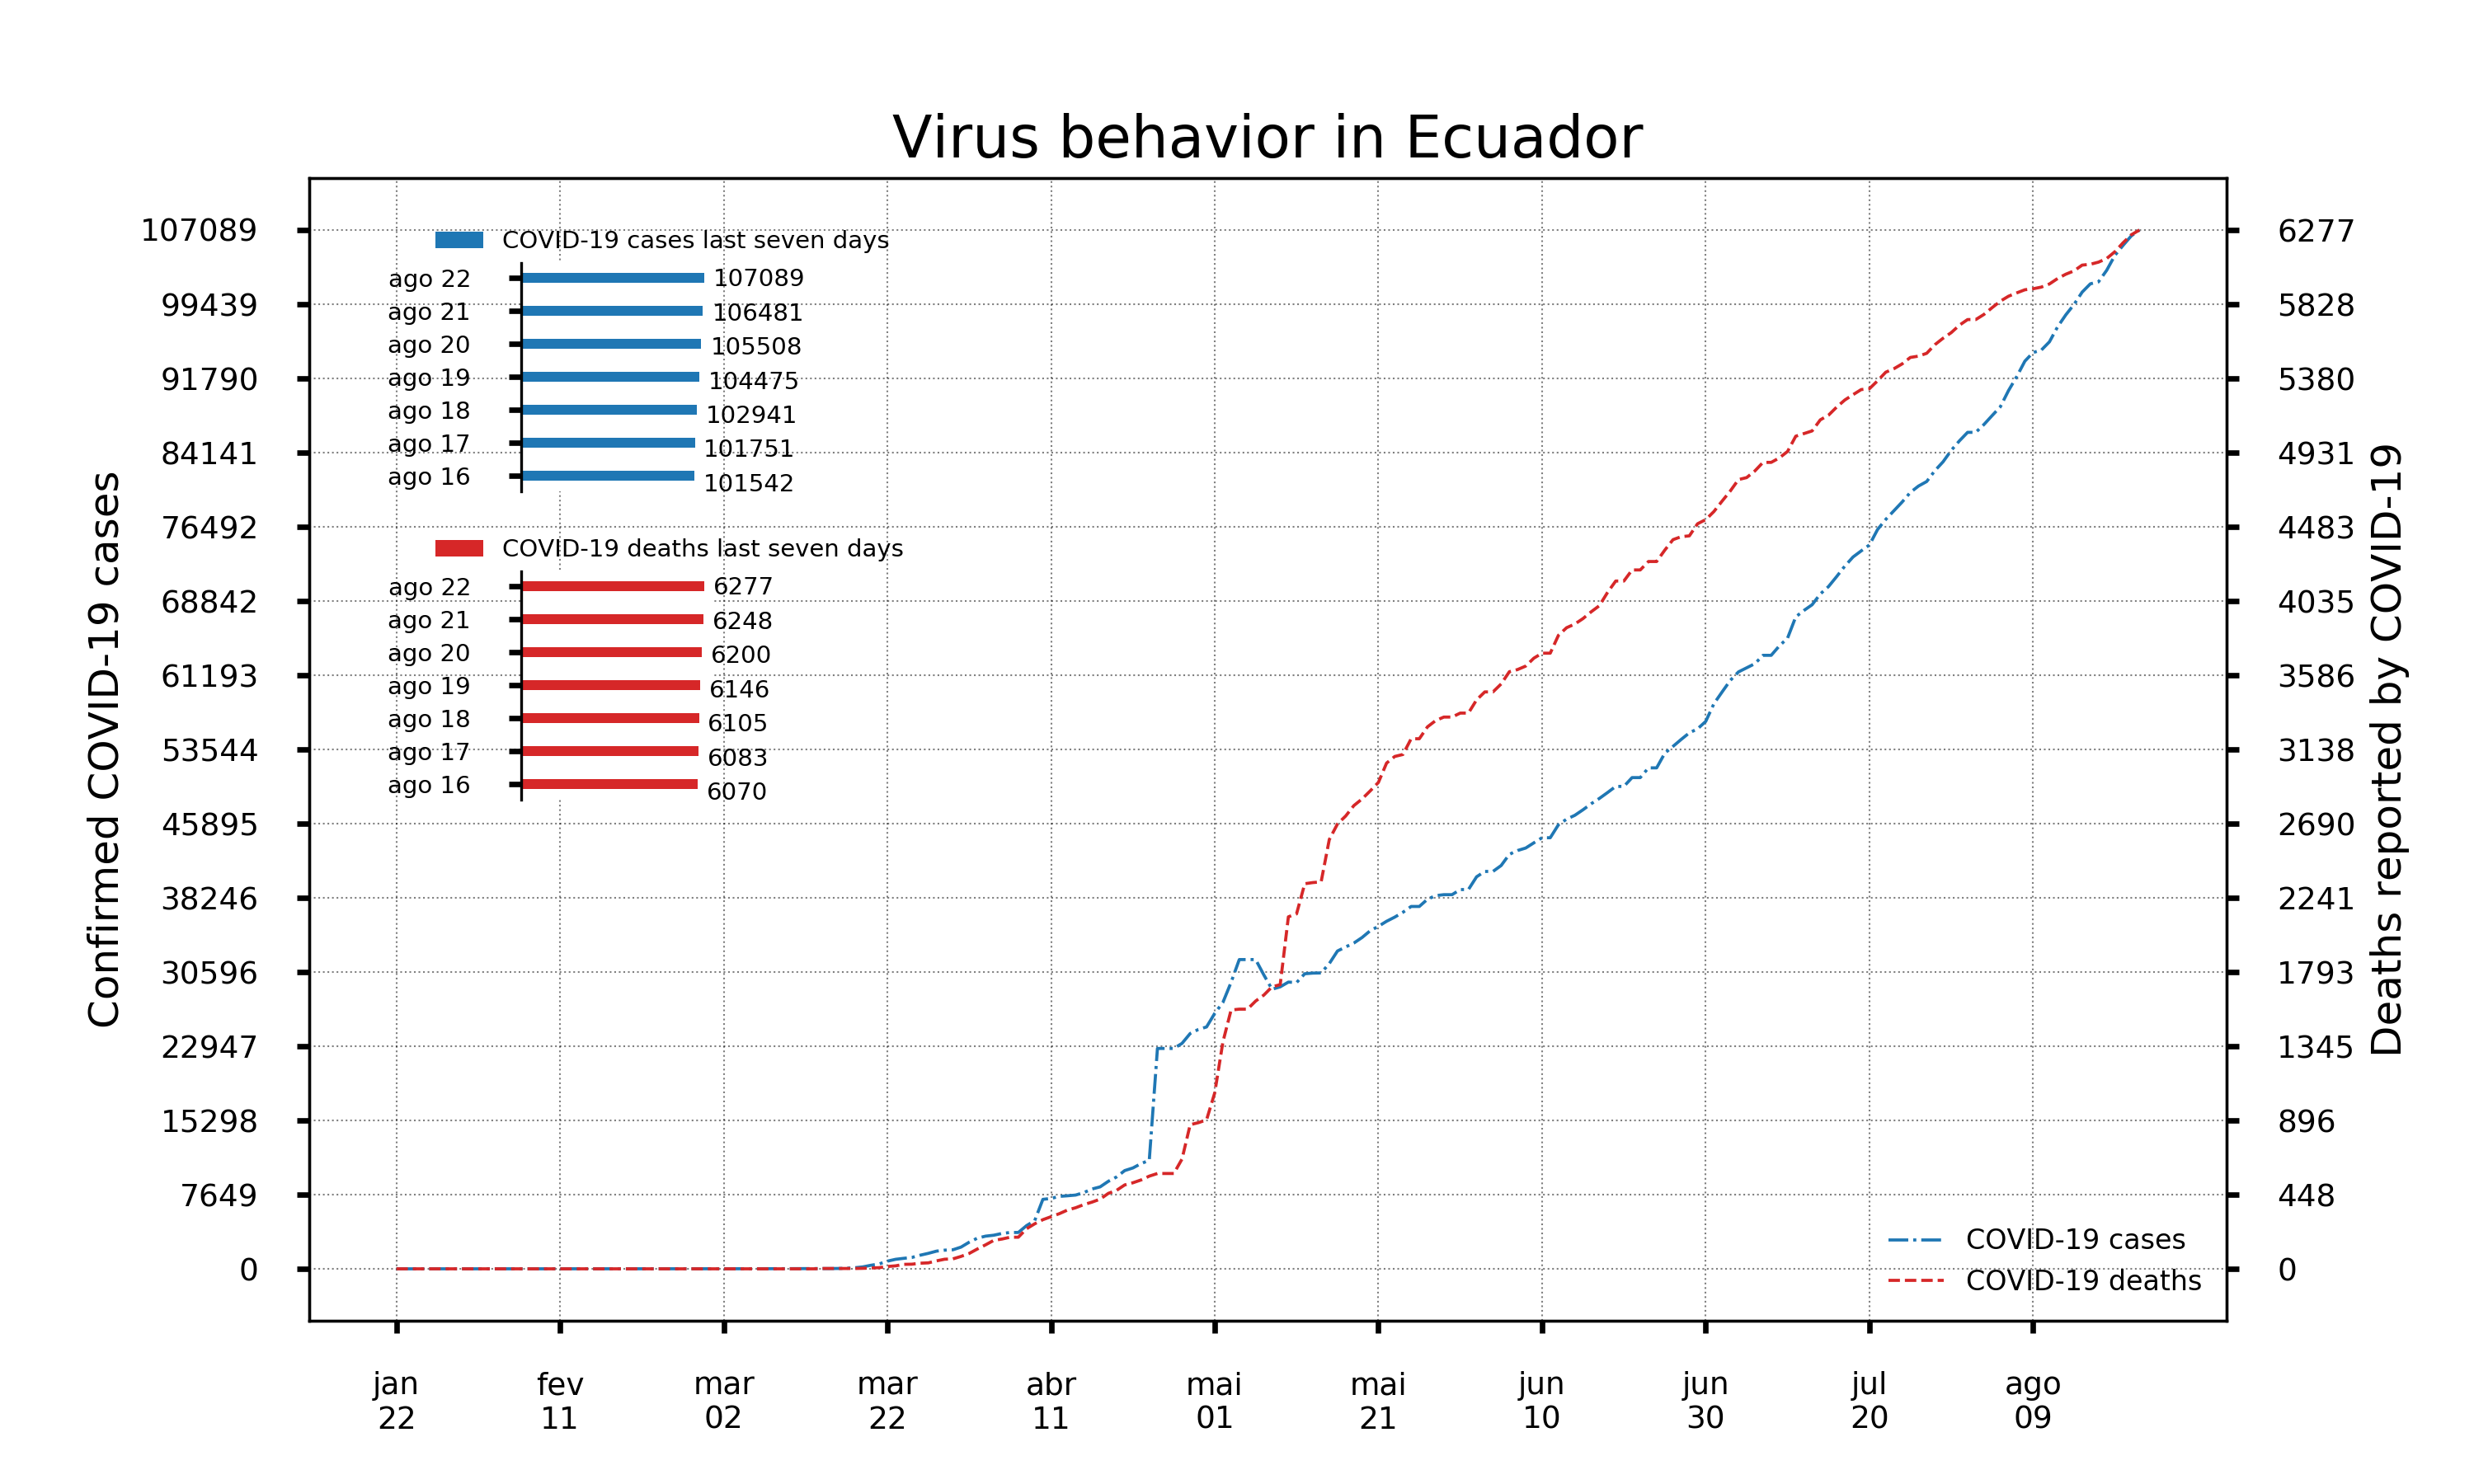 Virus behavior in Ecuador
Confirmed COVID-19 cases
107089
99439
91790
84141
76492
68842
61193
53544
45895
38246
30596
22947
15298
7649
0
COVID-19 cases last seven days
ago 22 107089
ago 21 106481
ago 20 105508
ago 19 104475
ago 18 102941
ago 17 101751
ago 16 101542
COVID-19 deaths last seven days
ago 22 6277
ago 21 6248
ago 20 6200
ago 19 6146
ago 18 6105
ago 17 6083
ago 16 6070
6277
5828
5380
4931
4483
4035
3586
3138
2690
2241
1793
1345
896
448
0
Deaths reported by COVID-19
COVID-19 cases
COVID-19 deaths
jan fev mar mar abr mai mai jun jun jul ago
22 11 02 22 11 01 21 10 30 20 09